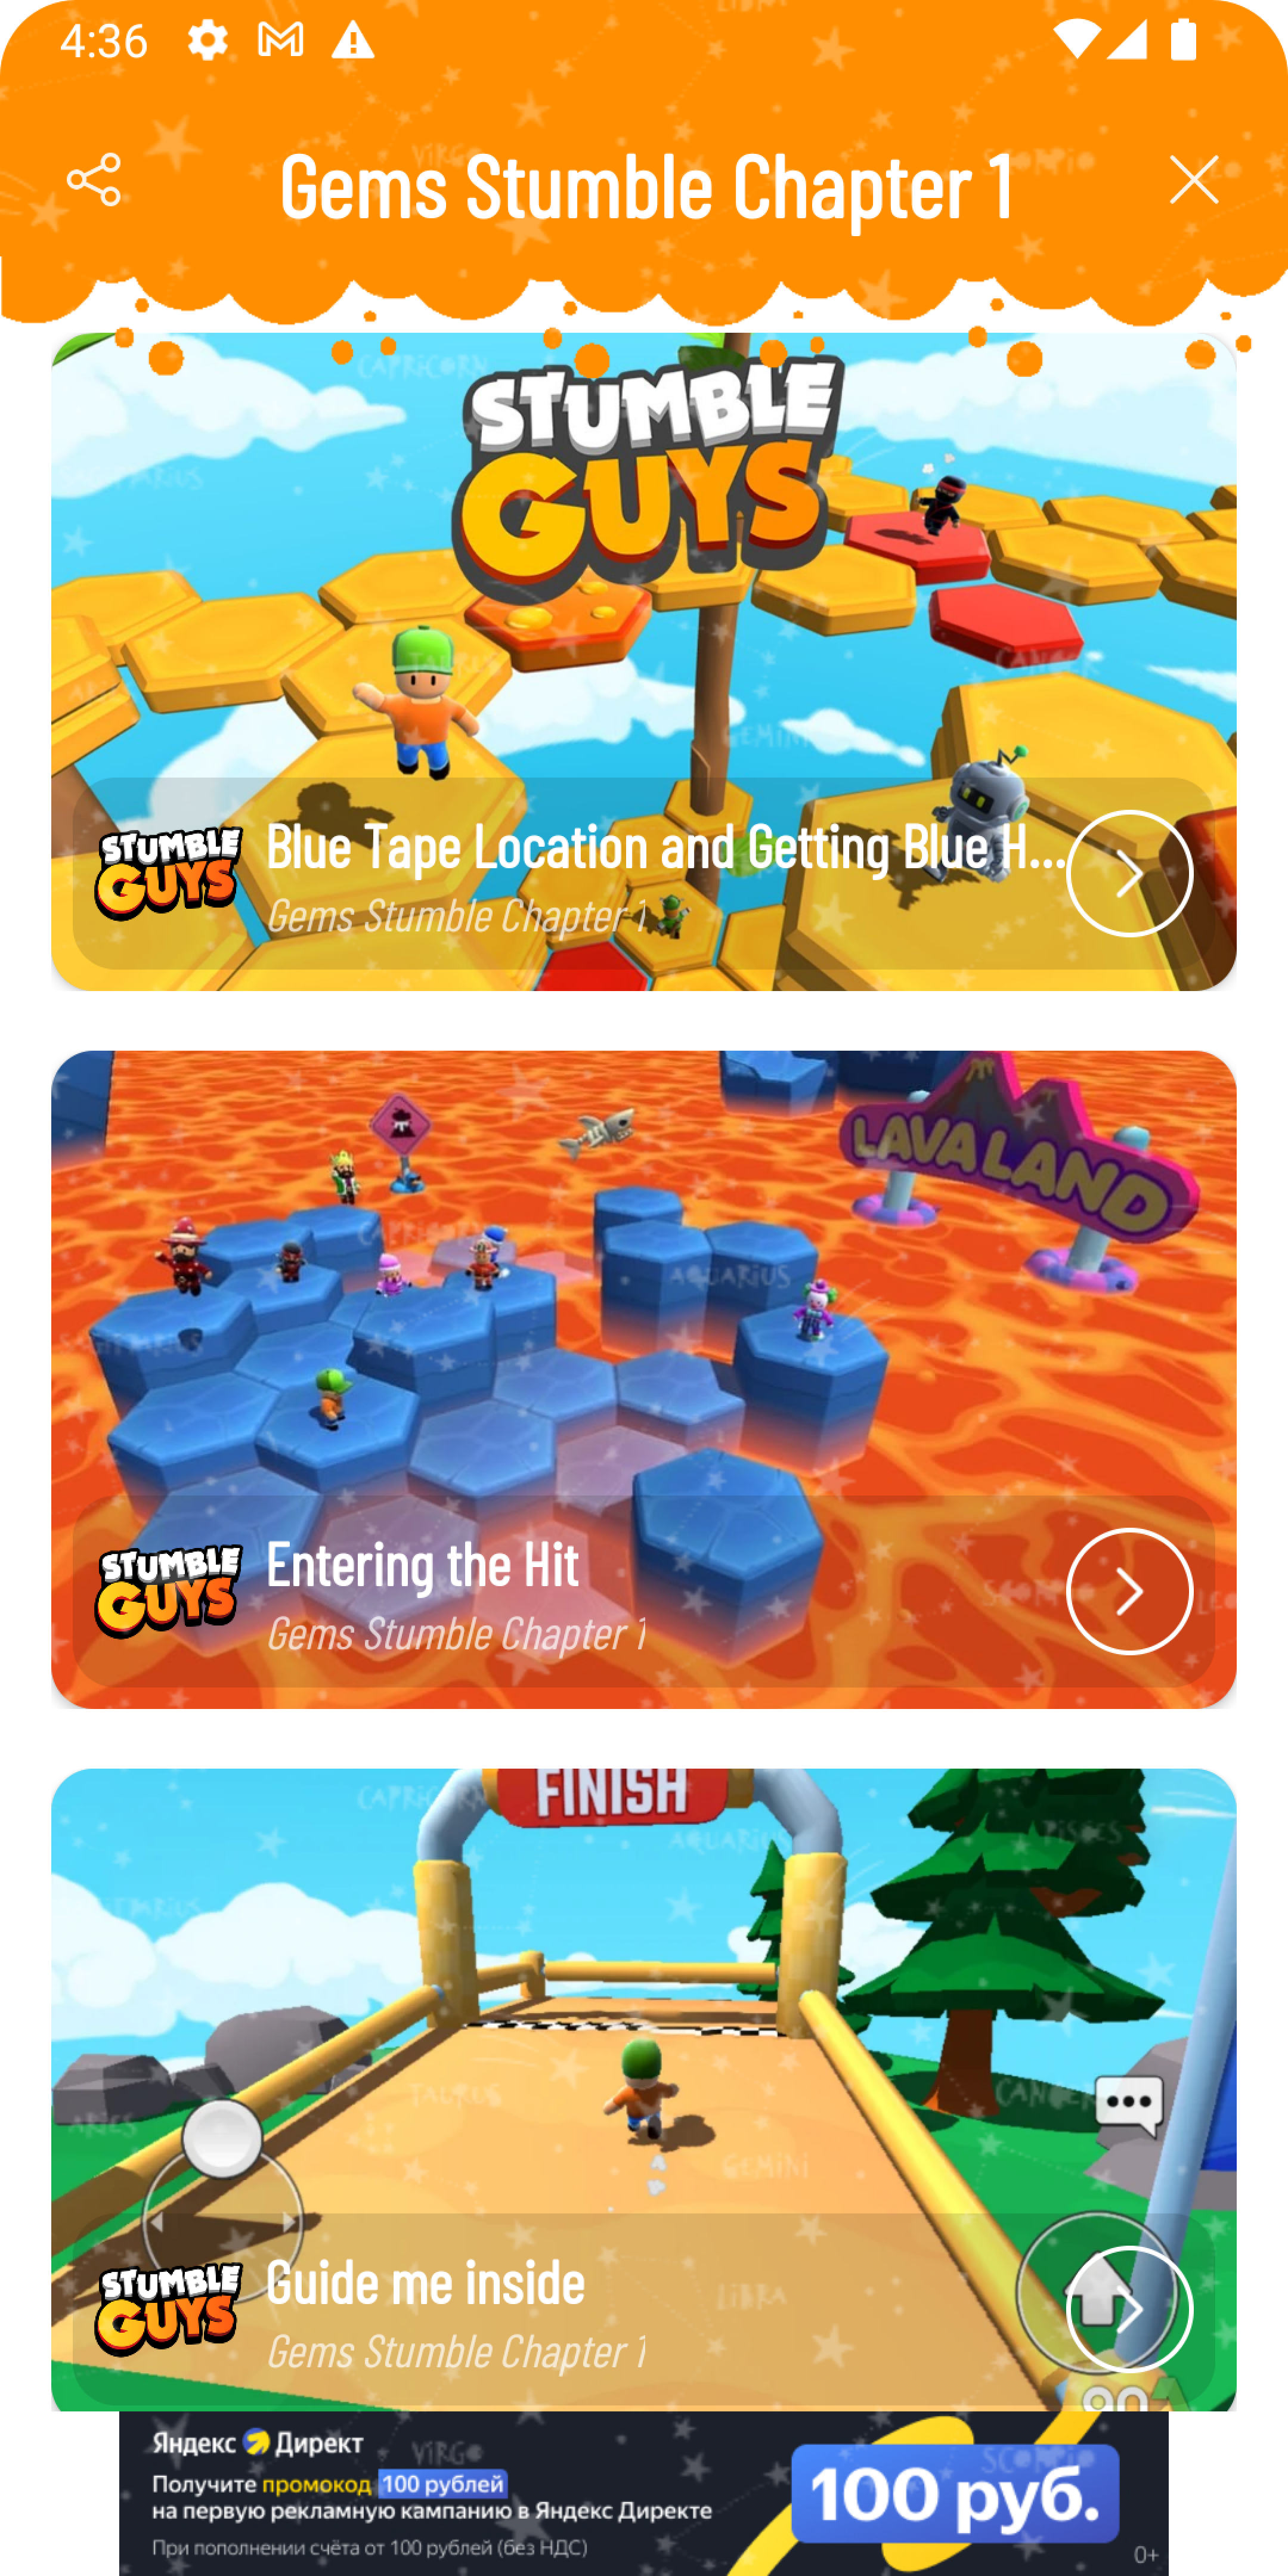 4:36
Gems Stumble Chapter 1
STUMBLE
GUYS
STUMBLE
GUYS
Blue Tape Location and Getting Blue H...
Gems Stumble Chapter 1
LAVA LAND
STUMBLE
GUYS
Entering the Hit
Gems Stumble Chapter 1
FINISH
STUMBLE
GUYS
Guide me inside
Gems Stumble Chapter 1
Яндекс Директ
Получите промокод 100 рублей
на первую рекламную кампанию в Яндекс Директе
При пополнении счёта от 100 рублей (без НДС)
100 руб.
0+